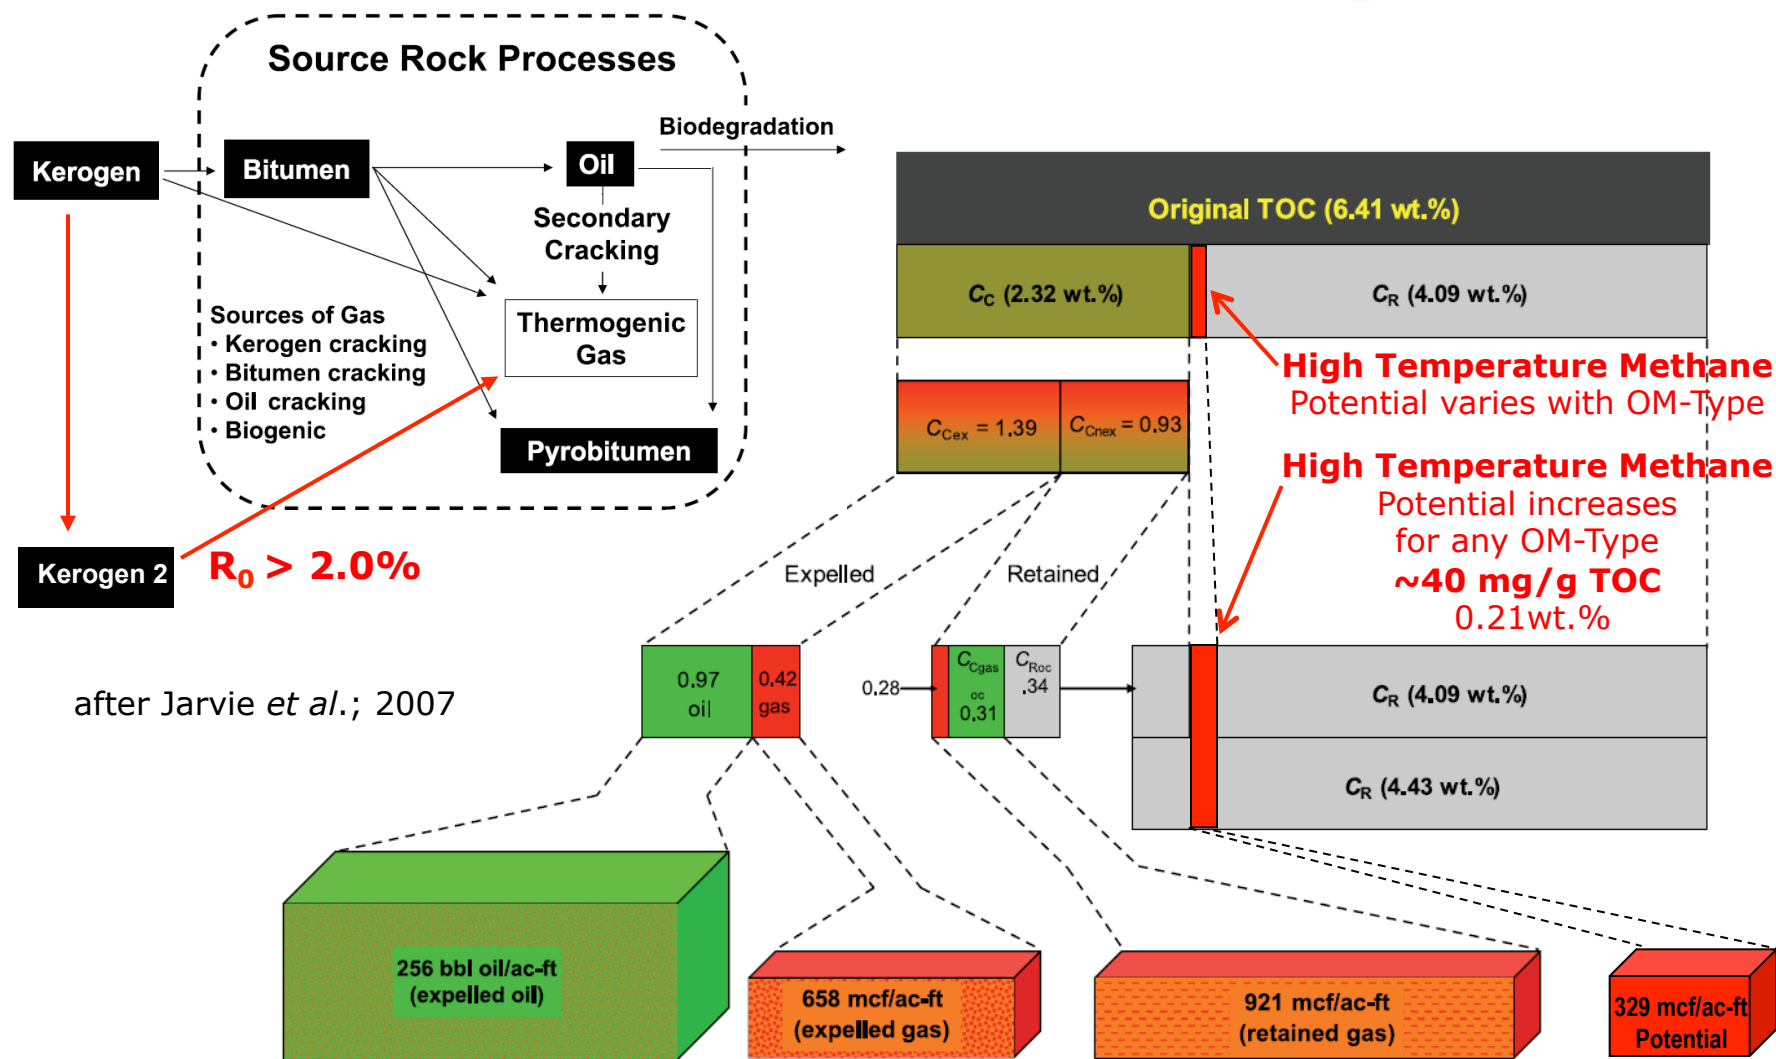 Source Rock Processes
Biodegradation
Kerogen
Bitumen
Oil
Secondary
Cracking
Thermogenic
Gas
Sources of Gas
• Kerogen cracking
• Bitumen cracking
• Oil cracking
• Biogenic
Pyrobitumen
Kerogen 2
R0 > 2.0%
after Jarvie et al.; 2007
Original TOC (6.41 wt.%)
CC (2.32 wt.%)
CR (4.09 wt.%)
High Temperature Methane
Potential varies with OM-Type
CCex = 1.39
CCnex = 0.93
High Temperature Methane
Potential increases
for any OM-Type
~40 mg/g TOC
0.21wt.%
Expelled
Retained
0.97
oil
0.42
gas
0.28
CCgas
oc
0.31
CRoc
.34
CR (4.09 wt.%)
CR (4.43 wt.%)
256 bbl oil/ac-ft
(expelled oil)
658 mcf/ac-ft
(expelled gas)
921 mcf/ac-ft
(retained gas)
329 mcf/ac-ft
Potential